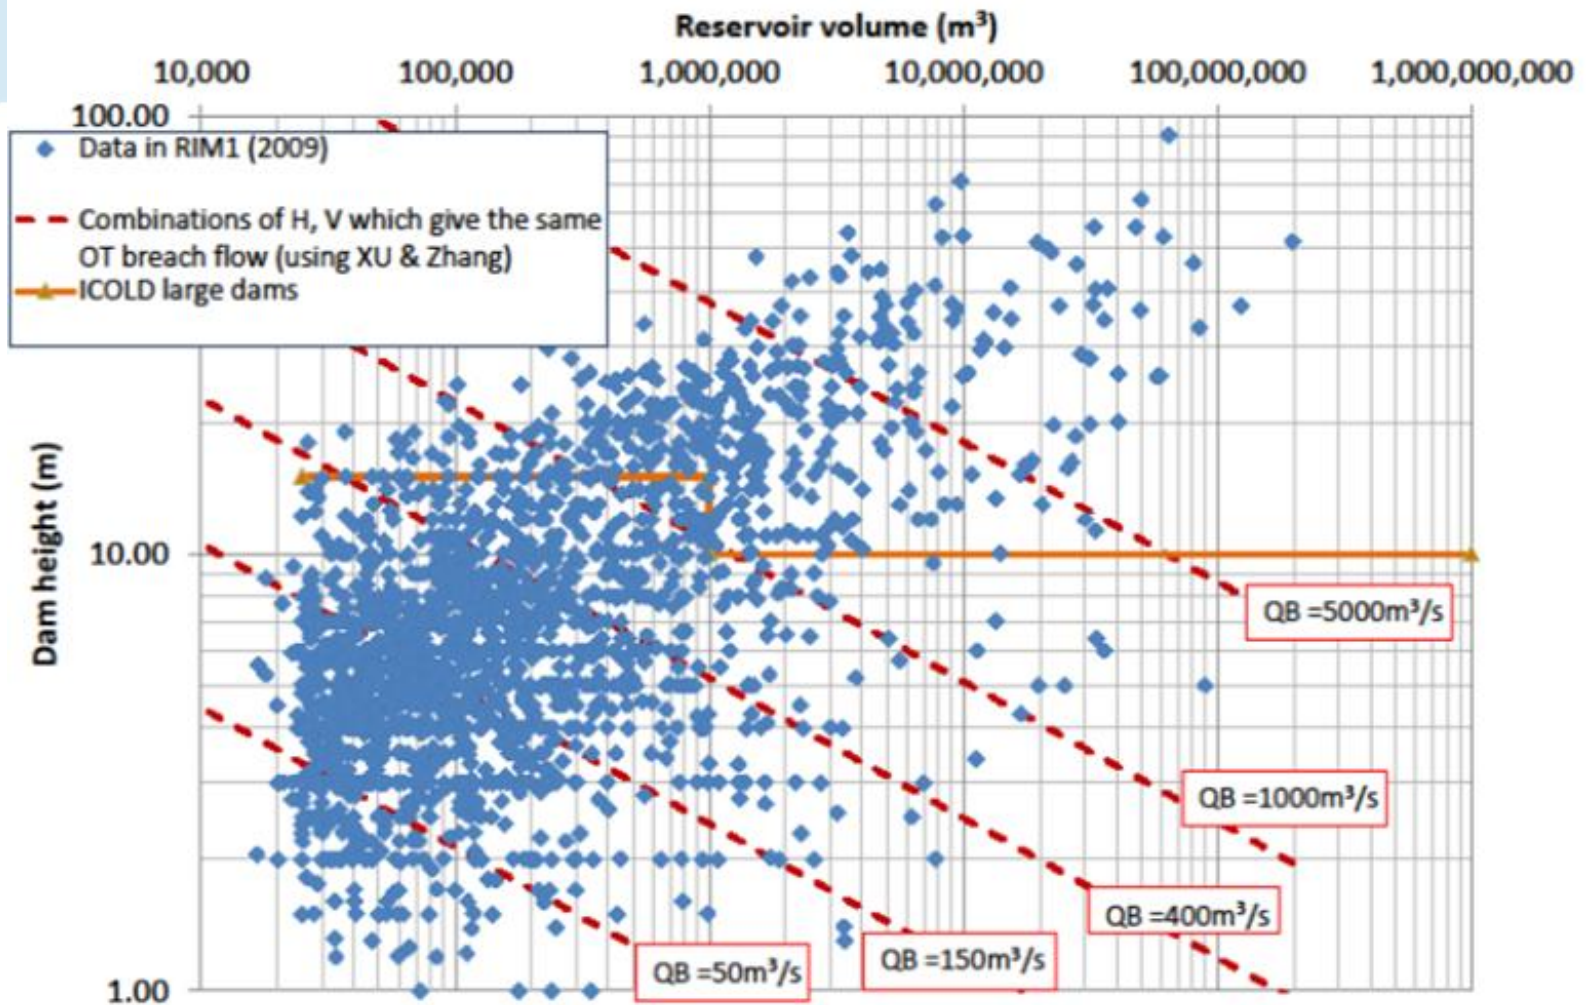 Reservoir volume (m³)
10,000 100,000 1,000,000 10,000,000 100,000,000 1,000,000,000
100.00
Data in RIM1 (2009)
Combinations of H, V which give the same
OT breach flow (using XU & Zhang)
ICOLD large dams
Dam height (m)
10.00
QB =5000m³/s
QB =1000m³/s
QB =400m³/s
QB =150m³/s
QB =50m³/s
1.00